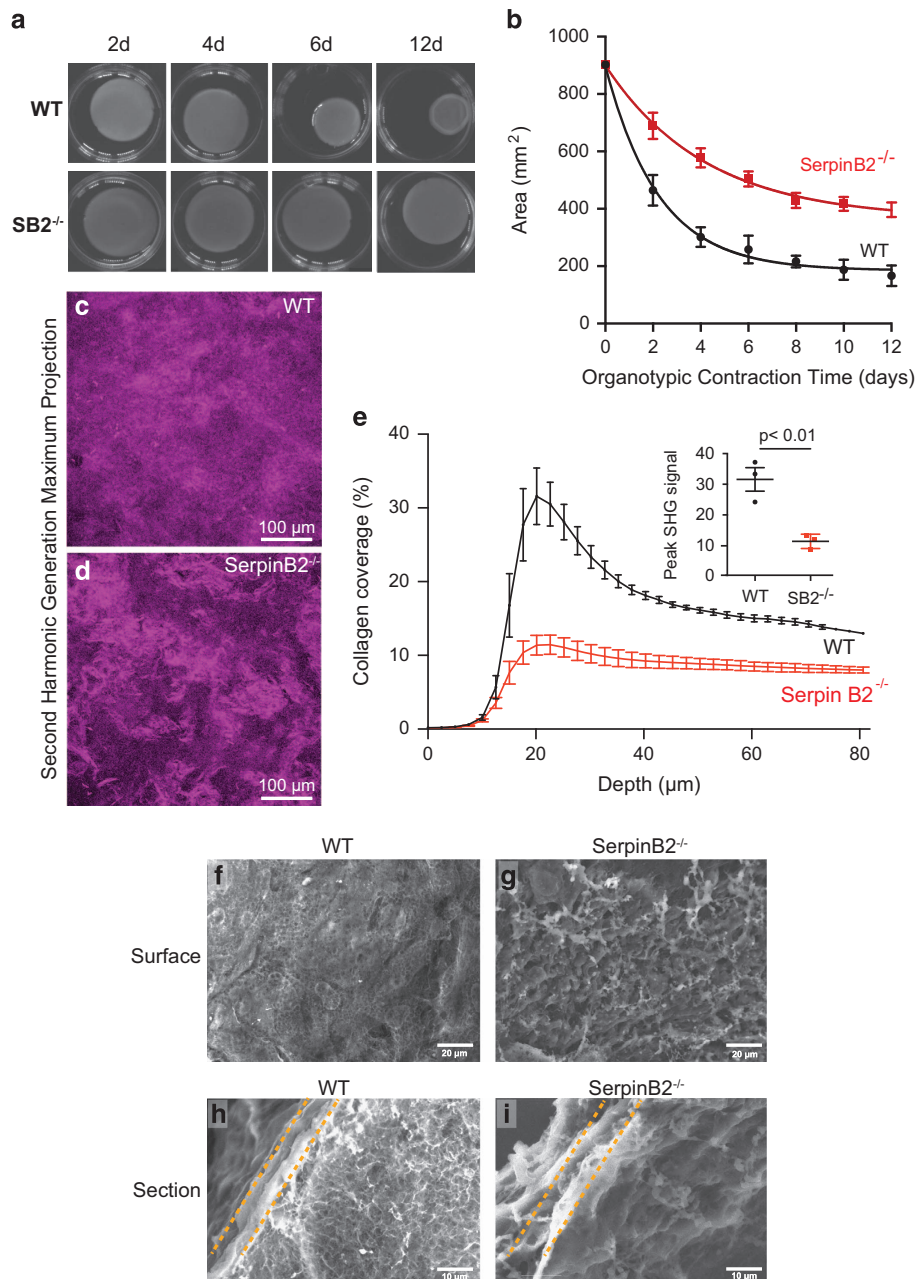 a
2d 4d 6d 12d
WT
SB2-/-
b
1000
800
600
400
200
0
Area (mm2)
SerpinB2-/-
WT
0 2 4 6 8 10 12
Organotypic Contraction Time (days)
Second Harmonic Generation Maximum Projection
c WT
100 µm
d SerpinB2-/-
100 µm
e
40
30
20
10
0
Collagen coverage (%)
p< 0.01
40
30
20
10
0
Peak SHG signal
WT SB2-/-
WT
Serpin B2-/-
0 20 40 60 80
Depth (µm)
WT SerpinB2-/-
Surface
f
20 µm
g
20 µm
WT SerpinB2-/-
Section
h
10 µm
i
10 µm